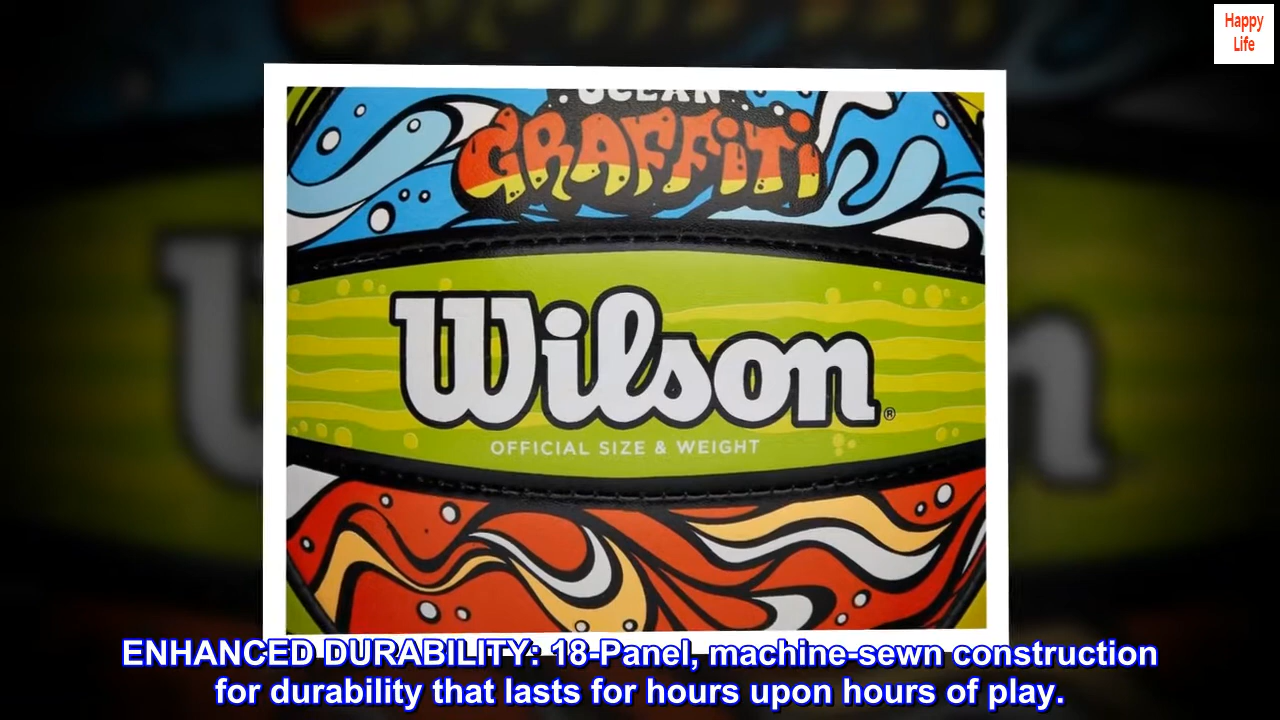 Happy
Life
OCEAN
GRAFFiTi
Wilson®
OFFICIAL SIZE & WEIGHT
ENHANCED DURABILITY: 18-Panel, machine-sewn construction
for durability that lasts for hours upon hours of play.